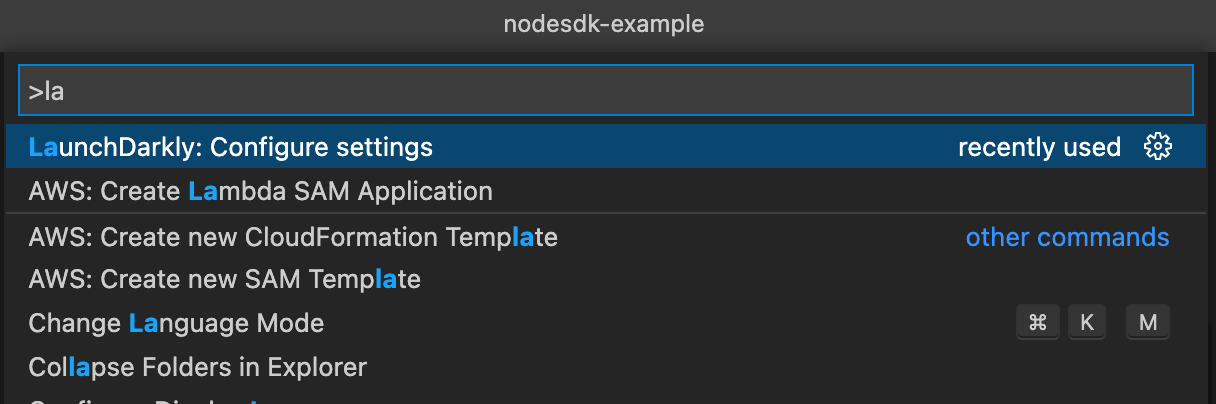 nodesdk-example
>la
LaunchDarkly: Configure settings recently used
AWS: Create Lambda SAM Application
AWS: Create new CloudFormation Template other commands
AWS: Create new SAM Template
Change Language Mode ⌘ K M
Collapse Folders in Explorer